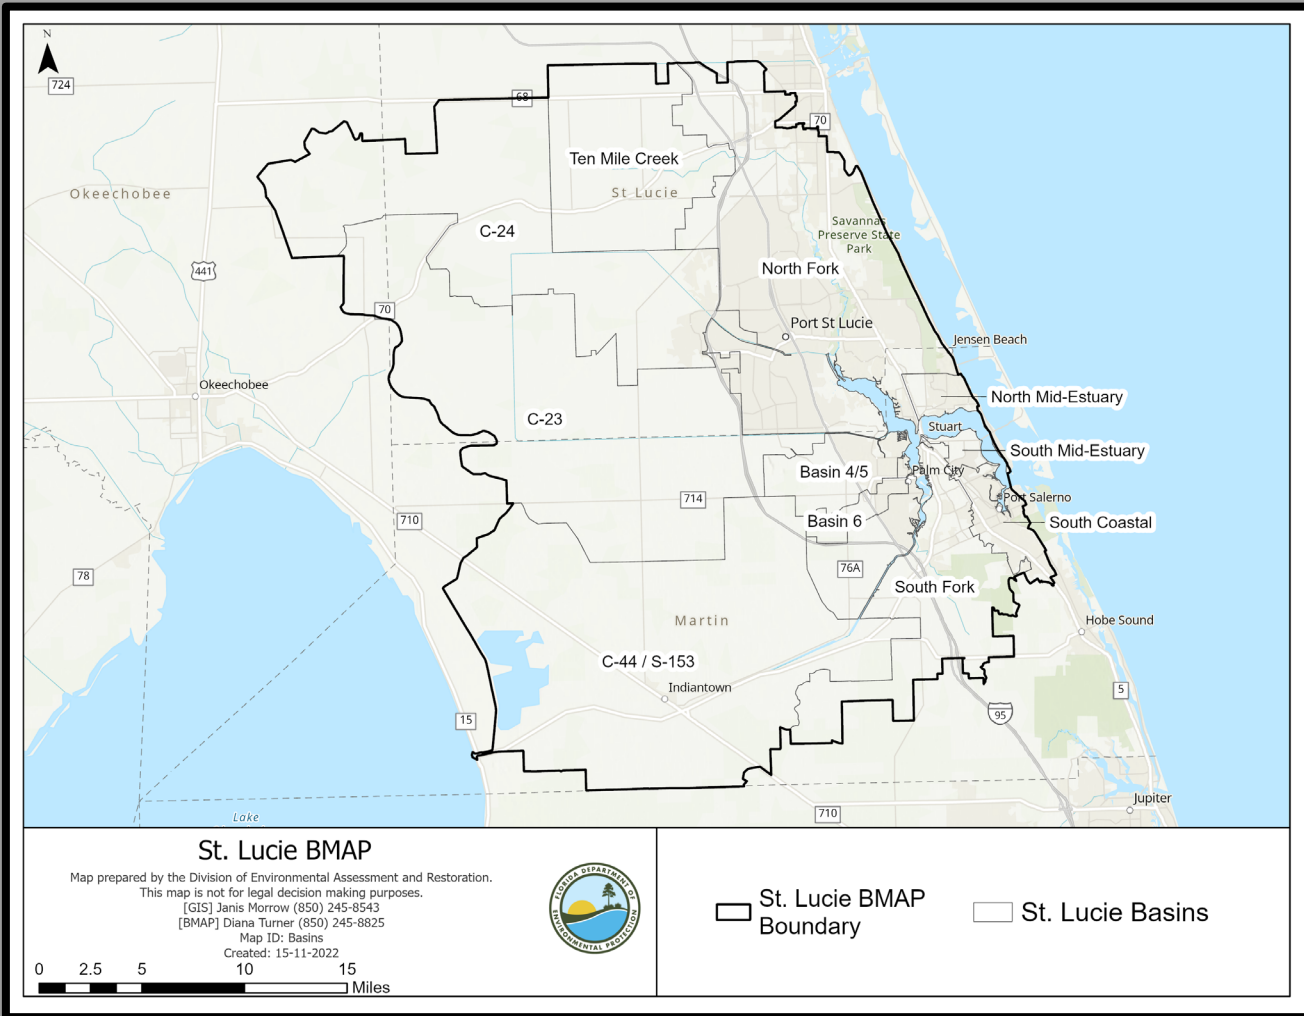 N
724
68
70
Ten Mile Creek
Okeechobee
St Lucie
C-24
Savannas
Preserve State
Park
North Fork
441
70
Port St Lucie
Jensen Beach
Okeechobee
North Mid-Estuary
C-23
Stuart
South Mid-Estuary
Basin 4/5
Palm City
714
Port Salerno
710
Basin 6
South Coastal
76A
78
South Fork
Martin
Hobe Sound
C-44 / S-153
Indiantown
5
15
95
Jupiter
710
Lake
St. Lucie BMAP
Map prepared by the Division of Environmental Assessment and Restoration.
This map is not for legal decision making purposes.
[GIS] Janis Morrow (850) 245-8543
[BMAP] Diana Turner (850) 245-8825
Map ID: Basins
Created: 15-11-2022
0 2.5 5 10 15
Miles
FLORIDA DEPARTMENT OF
ENVIRONMENTAL PROTECTION
St. Lucie BMAP
Boundary
St. Lucie Basins